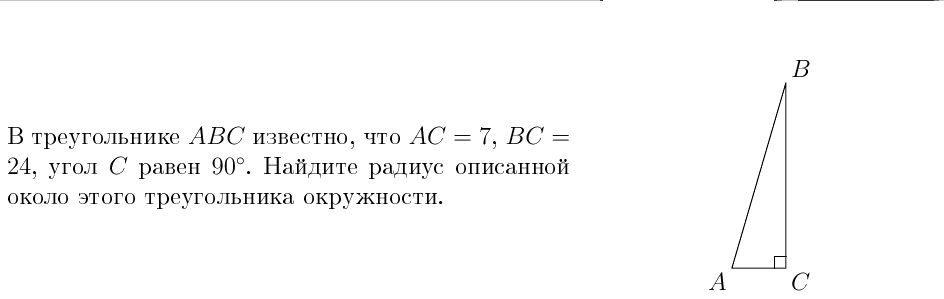 В треугольнике ABC известно, что AC = 7, BC =
24, угол C равен 90°. Найдите радиус описанной
около этого треугольника окружности.
B
A
C